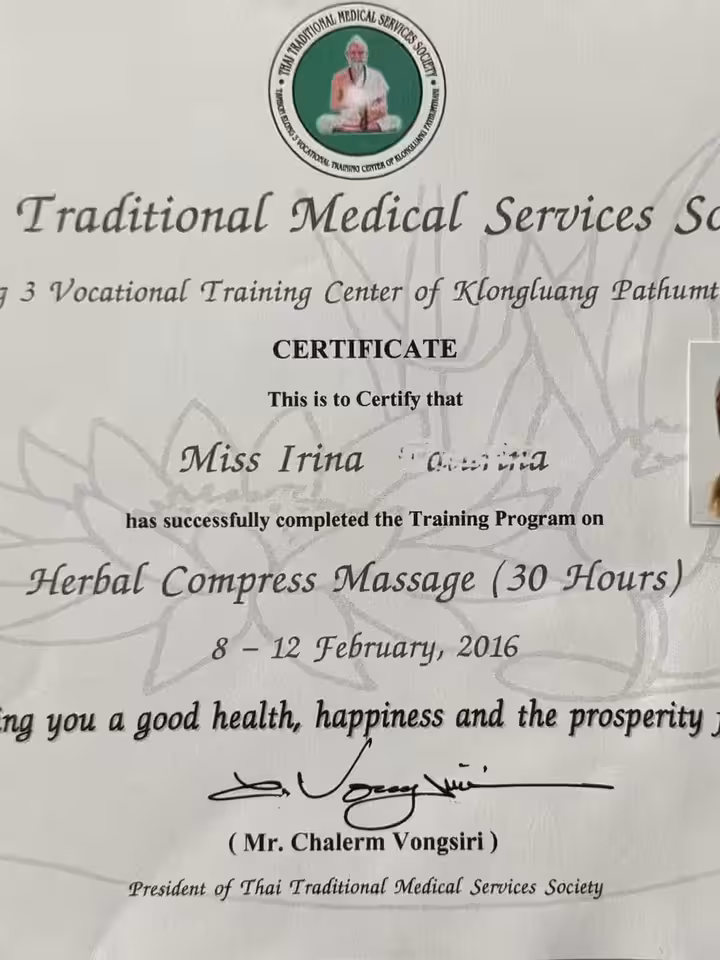 • THAI TRADITIONAL MEDICAL SERVICES SOCIETY •
3 VOCATIONAL TRAINING CENTER OF KLONGLUANG
Traditional Medical Services
3 Vocational Training Center of Klongluang Pathumt
CERTIFICATE
This is to Certify that
Miss Irina
has successfully completed the Training Program on
Herbal Compress Massage (30 Hours)
8 – 12 February, 2016
ing you a good health, happiness and the prosperity
( Mr. Chalerm Vongsiri )
President of Thai Traditional Medical Services Society